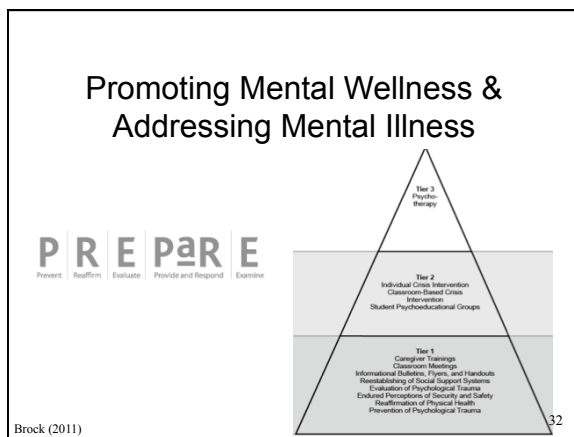 Promoting Mental Wellness &
Addressing Mental Illness
PREPaRE
Prevent Reaffirm Evaluate Provide and Respond Examine
Tier 3
Psycho-
therapy
Tier 2
Individual Crisis Intervention
Classroom-Based Crisis
Intervention
Student Psychoeducational Groups
Tier 1
Caregiver Trainings
Classroom Meetings
Informational Bulletins, Flyers, and Handouts
Reestablishing of Social Support Systems
Evaluation of Psychological Trauma
Endured Perceptions of Security and Safety
Reaffirmation of Physical Health
Prevention of Psychological Trauma
Brock (2011)
32